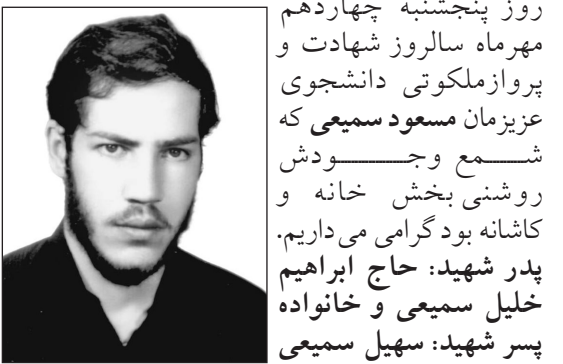 روز پنجشنبه چهاردهم
مهرماه سالروز شهادت و
پروازملکوتی دانشجوی
عزیزمان مسعود سمیعی که
شمع وجودش
روشنی بخش خانه و
کاشانه بود گرامی می‌داریم.
پدر شهید: حاج ابراهیم
خلیل سمیعی و خانواده
پسر شهید: سهیل سمیعی